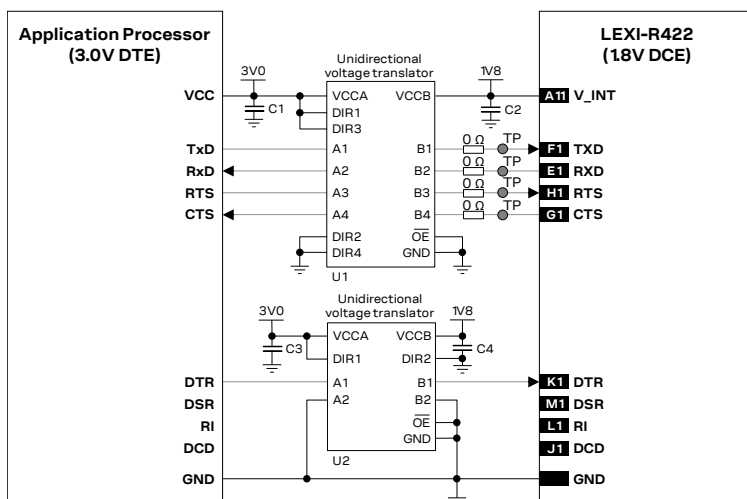 Application Processor
(3.0V DTE)
LEXI-R422
(1.8V DCE)
Unidirectional
voltage translator
3V0
1V8
VCC
VCCA
VCCB
A11
V_INT
C1
C2
DIR1
DIR3
TxD
A1
B1
0 Ω
TP
F1
TXD
RxD
A2
B2
0 Ω
TP
E1
RXD
RTS
A3
B3
0 Ω
TP
H1
RTS
CTS
A4
B4
0 Ω
TP
G1
CTS
DIR2
OE
DIR4
GND
U1
Unidirectional
voltage translator
3V0
1V8
VCCA
VCCB
C3
C4
DIR1
DIR2
DTR
A1
B1
K1
DTR
DSR
A2
B2
M1
DSR
RI
OE
L1
RI
GND
DCD
J1
DCD
U2
GND
GND